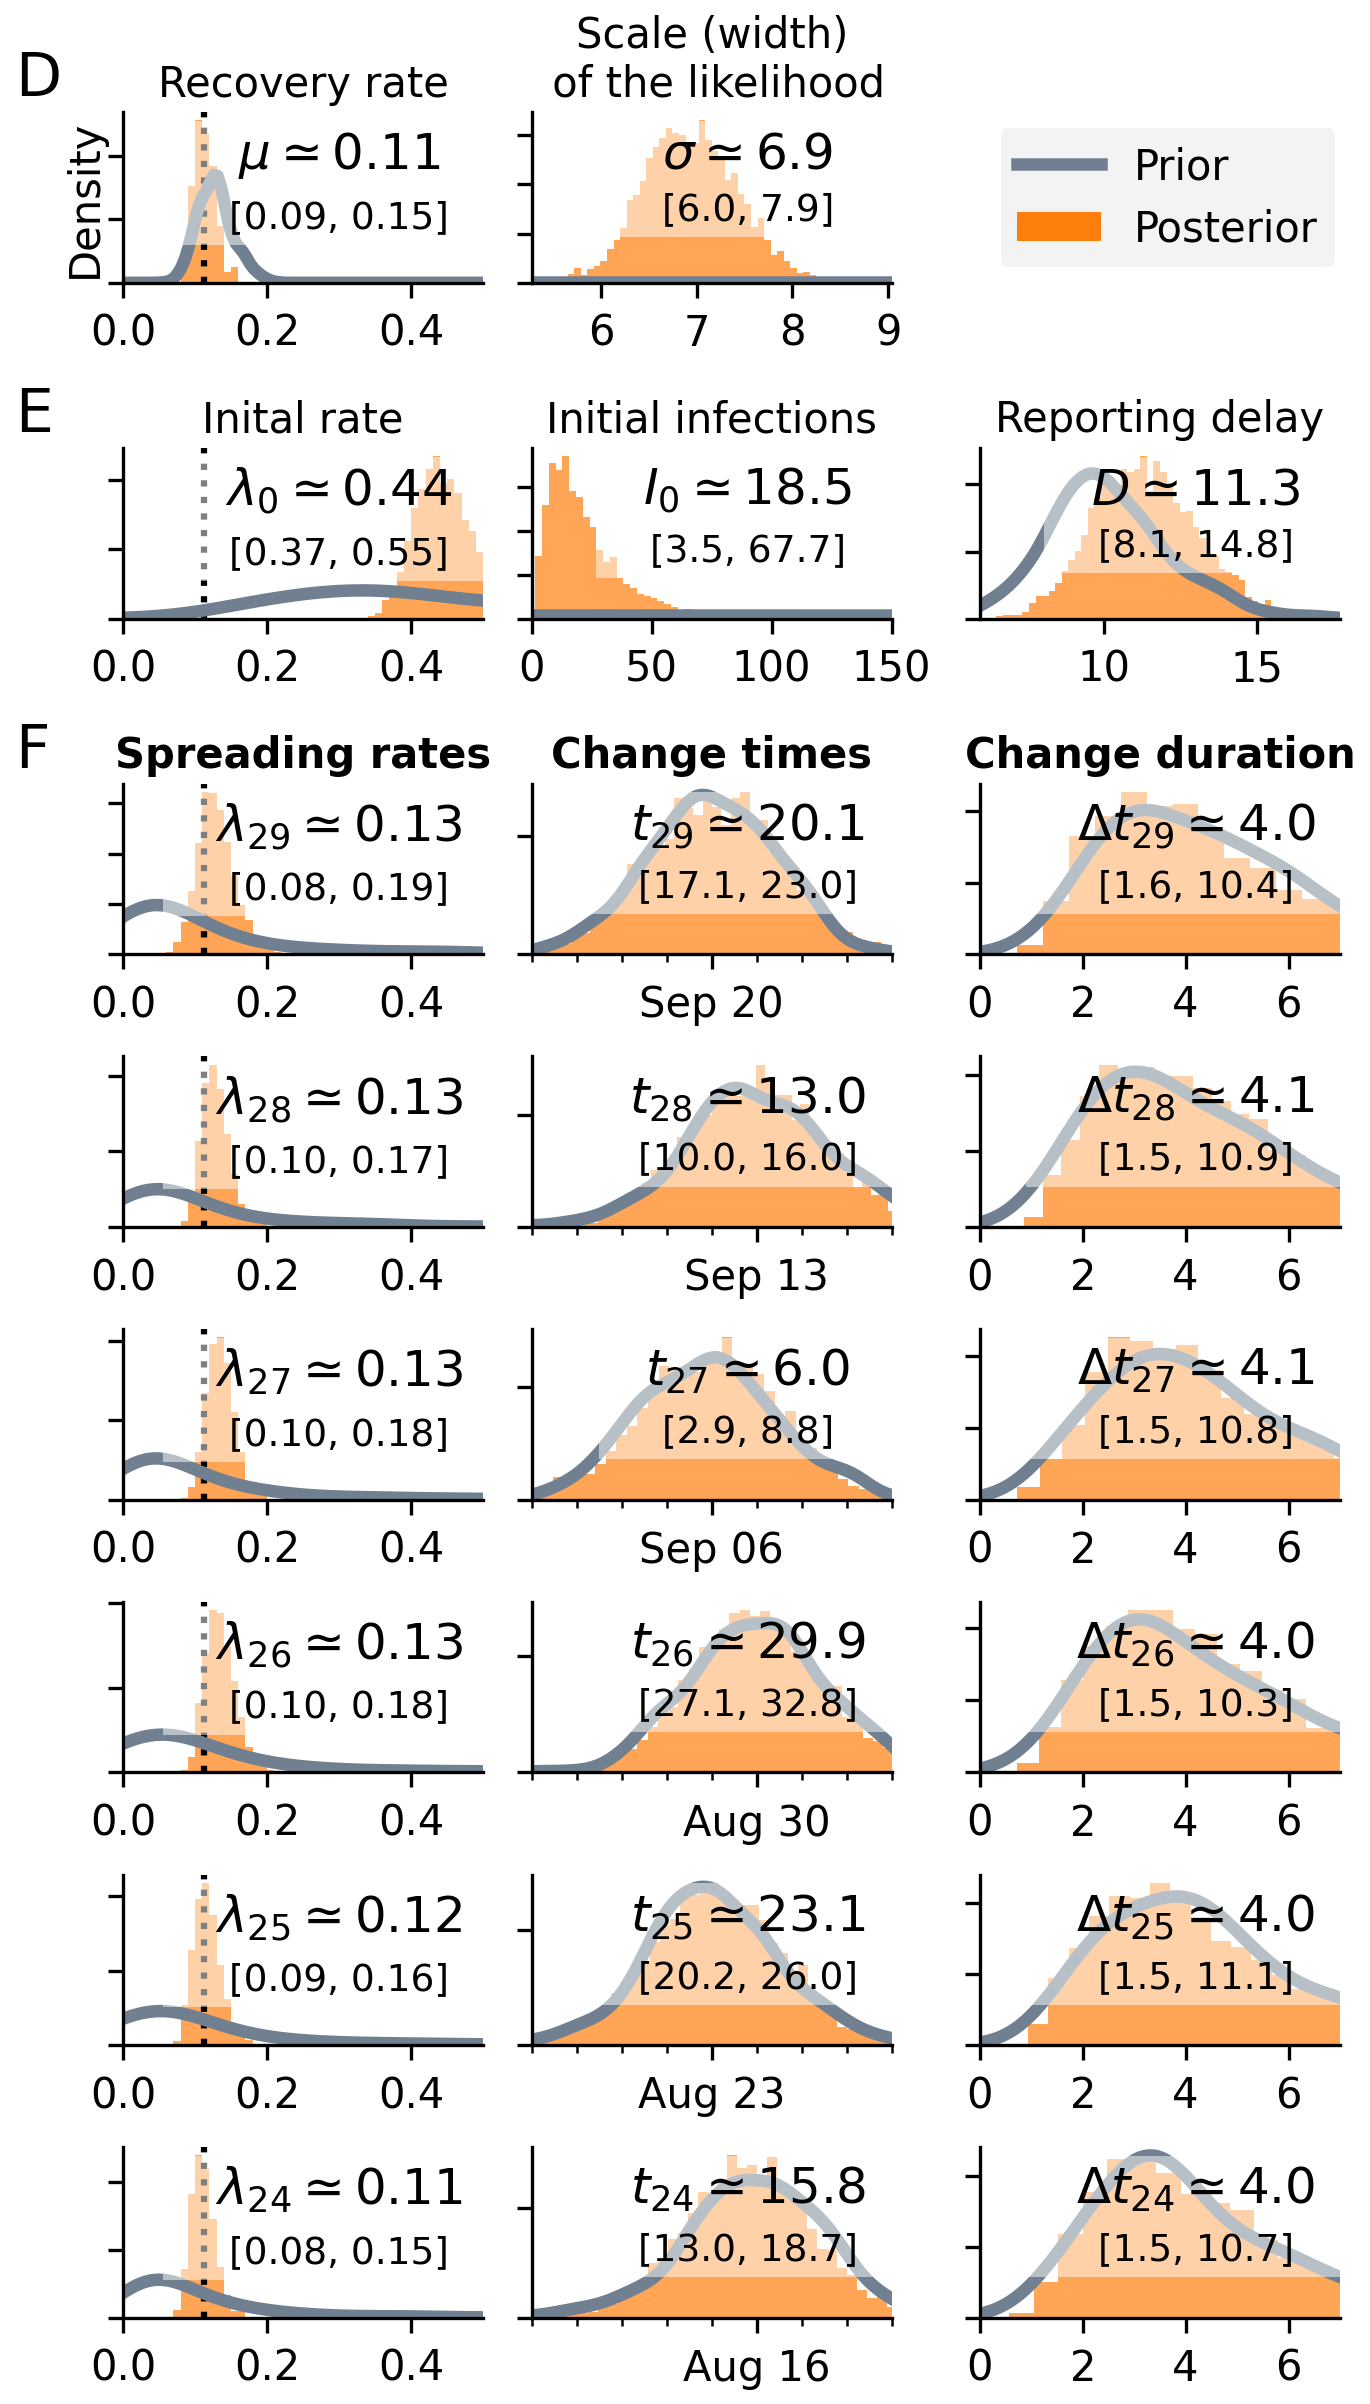 D
Recovery rate
Scale (width)
of the likelihood
Density
μ ≃ 0.11
[0.09, 0.15]
0.0 0.2 0.4
σ ≃ 6.9
[6.0, 7.9]
6 7 8 9
Prior
Posterior
E
Inital rate
λ₀ ≃ 0.44
[0.37, 0.55]
0.0 0.2 0.4
Initial infections
I₀ ≃ 18.5
[3.5, 67.7]
0 50 100 150
Reporting delay
D ≃ 11.3
[8.1, 14.8]
10 15
F
Spreading rates
Change times
Change duration
λ₂₉ ≃ 0.13
[0.08, 0.19]
0.0 0.2 0.4
t₂₉ ≃ 20.1
[17.1, 23.0]
Sep 20
Δt₂₉ ≃ 4.0
[1.6, 10.4]
0 2 4 6
λ₂₈ ≃ 0.13
[0.10, 0.17]
0.0 0.2 0.4
t₂₈ ≃ 13.0
[10.0, 16.0]
Sep 13
Δt₂₈ ≃ 4.1
[1.5, 10.9]
0 2 4 6
λ₂₇ ≃ 0.13
[0.10, 0.18]
0.0 0.2 0.4
t₂₇ ≃ 6.0
[2.9, 8.8]
Sep 06
Δt₂₇ ≃ 4.1
[1.5, 10.8]
0 2 4 6
λ₂₆ ≃ 0.13
[0.10, 0.18]
0.0 0.2 0.4
t₂₆ ≃ 29.9
[27.1, 32.8]
Aug 30
Δt₂₆ ≃ 4.0
[1.5, 10.3]
0 2 4 6
λ₂₅ ≃ 0.12
[0.09, 0.16]
0.0 0.2 0.4
t₂₅ ≃ 23.1
[20.2, 26.0]
Aug 23
Δt₂₅ ≃ 4.0
[1.5, 11.1]
0 2 4 6
λ₂₄ ≃ 0.11
[0.08, 0.15]
0.0 0.2 0.4
t₂₄ ≃ 15.8
[13.0, 18.7]
Aug 16
Δt₂₄ ≃ 4.0
[1.5, 10.7]
0 2 4 6